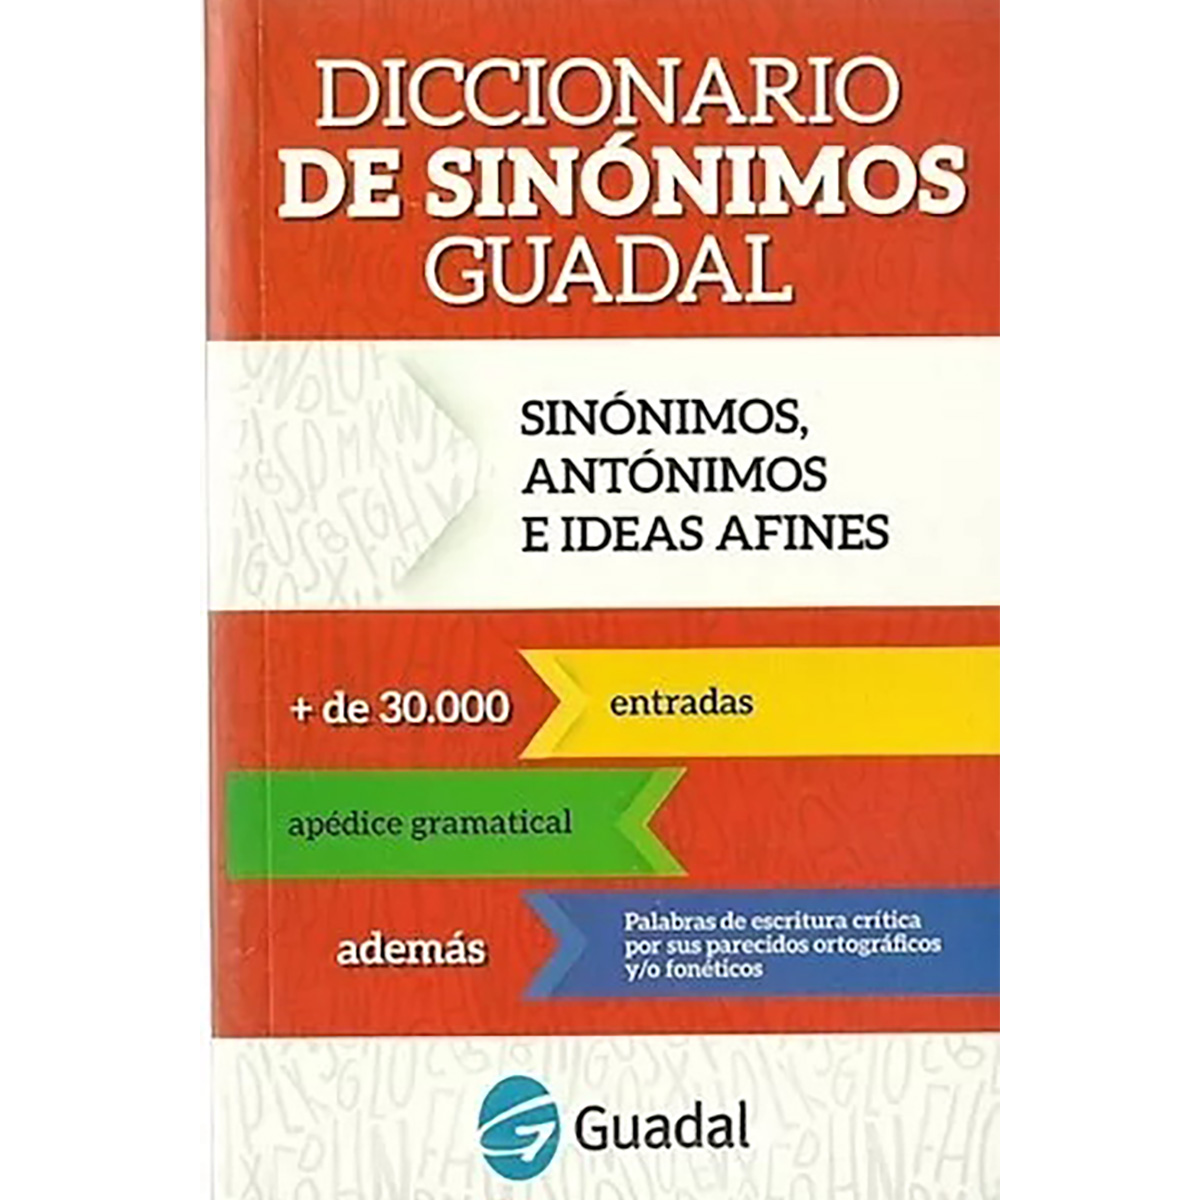 DICCIONARIO
DE SINÓNIMOS
GUADAL
SINÓNIMOS,
ANTÓNIMOS
E IDEAS AFINES
+ de 30.000
entradas
apédice gramatical
además
Palabras de escritura crítica
por sus parecidos ortográficos
y/o fonéticos
Guadal